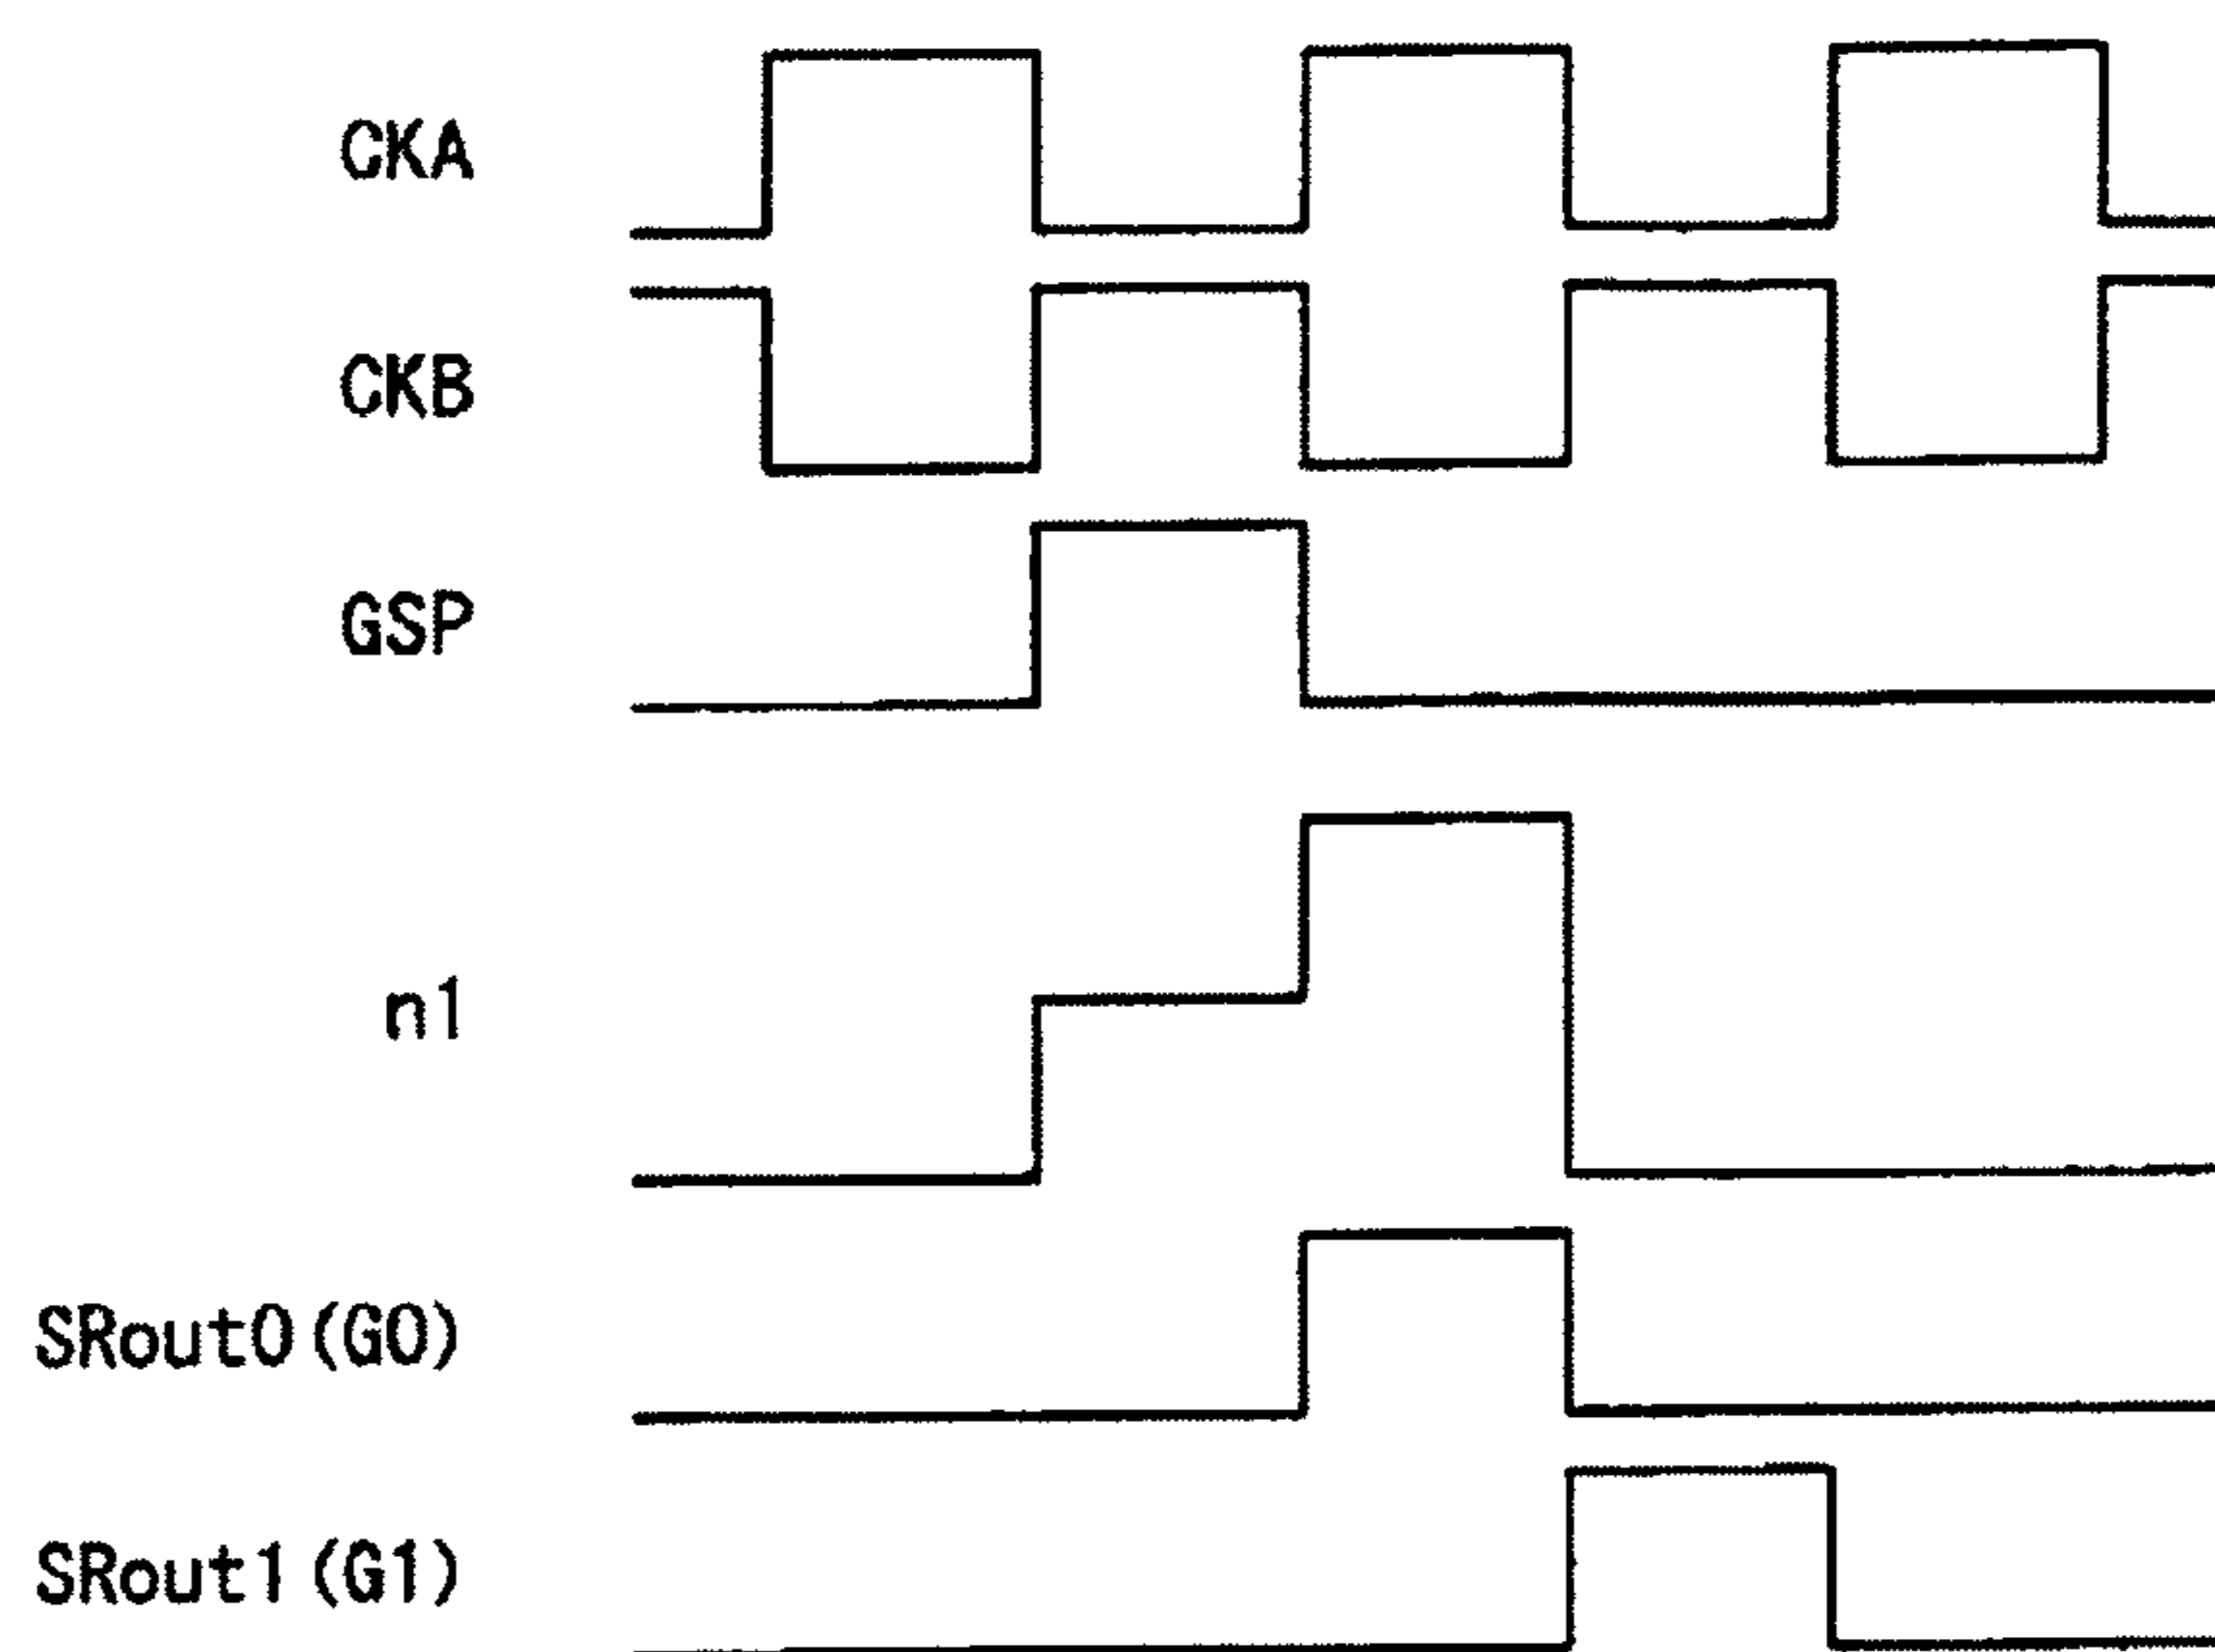 CKA
CKB
GSP
n1
SRout0(G0)
SRout1(G1)